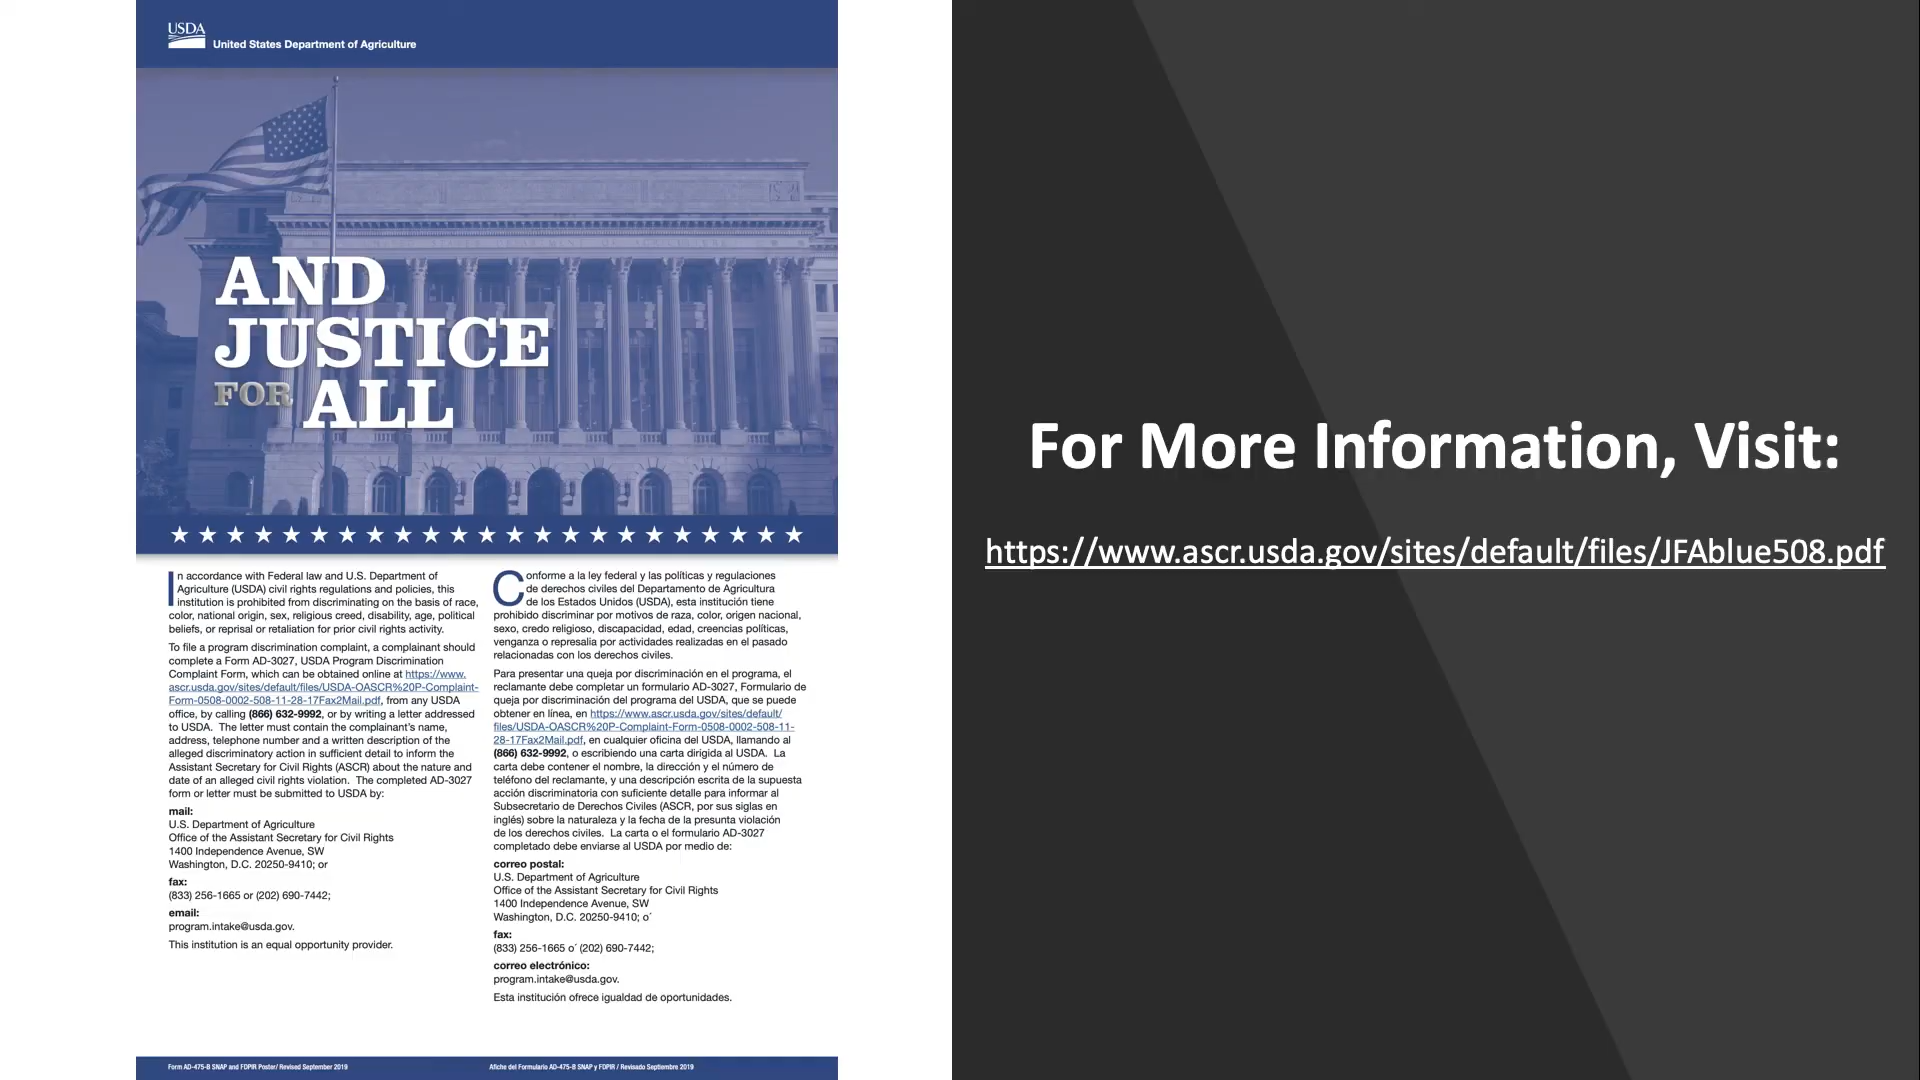 USDA
United States Department of Agriculture
AND
JUSTICE
FOR ALL
In accordance with Federal law and U.S. Department of
Agriculture (USDA) civil rights regulations and policies, this
institution is prohibited from discriminating on the basis of race,
color, national origin, sex, religious creed, disability, age, political
beliefs, or reprisal or retaliation for prior civil rights activity.
To file a program discrimination complaint, a complainant should
complete a Form AD-3027, USDA Program Discrimination
Complaint Form, which can be obtained online at https://www.
ascr.usda.gov/sites/default/files/USDA-OASCR%20P-Complaint-
Form-0508-0002-508-11-28-17Fax2Mail.pdf, from any USDA
office, by calling (866) 632-9992, or by writing a letter addressed
to USDA. The letter must contain the complainant's name,
address, telephone number and a written description of the
alleged discriminatory action in sufficient detail to inform the
Assistant Secretary for Civil Rights (ASCR) about the nature and
date of an alleged civil rights violation. The completed AD-3027
form or letter must be submitted to USDA by:
mail:
U.S. Department of Agriculture
Office of the Assistant Secretary for Civil Rights
1400 Independence Avenue, SW
Washington, D.C. 20250-9410; or
fax:
(833) 256-1665 or (202) 690-7442;
email:
program.intake@usda.gov.
This institution is an equal opportunity provider.
Conforme a la ley federal y las políticas y regulaciones
de derechos civiles del Departamento de Agricultura
de los Estados Unidos (USDA), esta institución tiene
prohibido discriminar por motivos de raza, color, origen nacional,
sexo, credo religioso, discapacidad, edad, creencias políticas,
venganza o represalia por actividades realizadas en el pasado
relacionadas con los derechos civiles.
Para presentar una queja por discriminación en el programa, el
reclamante debe completar un formulario AD-3027, Formulario de
queja por discriminación del programa del USDA, que se puede
obtener en línea, en https://www.ascr.usda.gov/sites/default/
files/USDA-OASCR%20P-Complaint-Form-0508-0002-508-11-
28-17Fax2Mail.pdf, en cualquier oficina del USDA, llamando al
(866) 632-9992, o escribiendo una carta dirigida al USDA. La
carta debe contener el nombre, la dirección y el número de
teléfono del reclamante, y una descripción escrita de la supuesta
acción discriminatoria con suficiente detalle para informar al
Subsecretario de Derechos Civiles (ASCR, por sus siglas en
inglés) sobre la naturaleza y la fecha de la presunta violación
de los derechos civiles. La carta o el formulario AD-3027
completado debe enviarse al USDA por medio de:
correo postal:
U.S. Department of Agriculture
Office of the Assistant Secretary for Civil Rights
1400 Independence Avenue, SW
Washington, D.C. 20250-9410; o´
fax:
(833) 256-1665 o´ (202) 690-7442;
correo electrónico:
program.intake@usda.gov.
Esta institución ofrece igualdad de oportunidades.
Form AD-475-B SNAP and FDPIR Poster/ Revised September 2019
Afiche del Formulario AD-475-B SNAP y FDPIR / Revisado Septiembre 2019
For More Information, Visit:
https://www.ascr.usda.gov/sites/default/files/JFAblue508.pdf